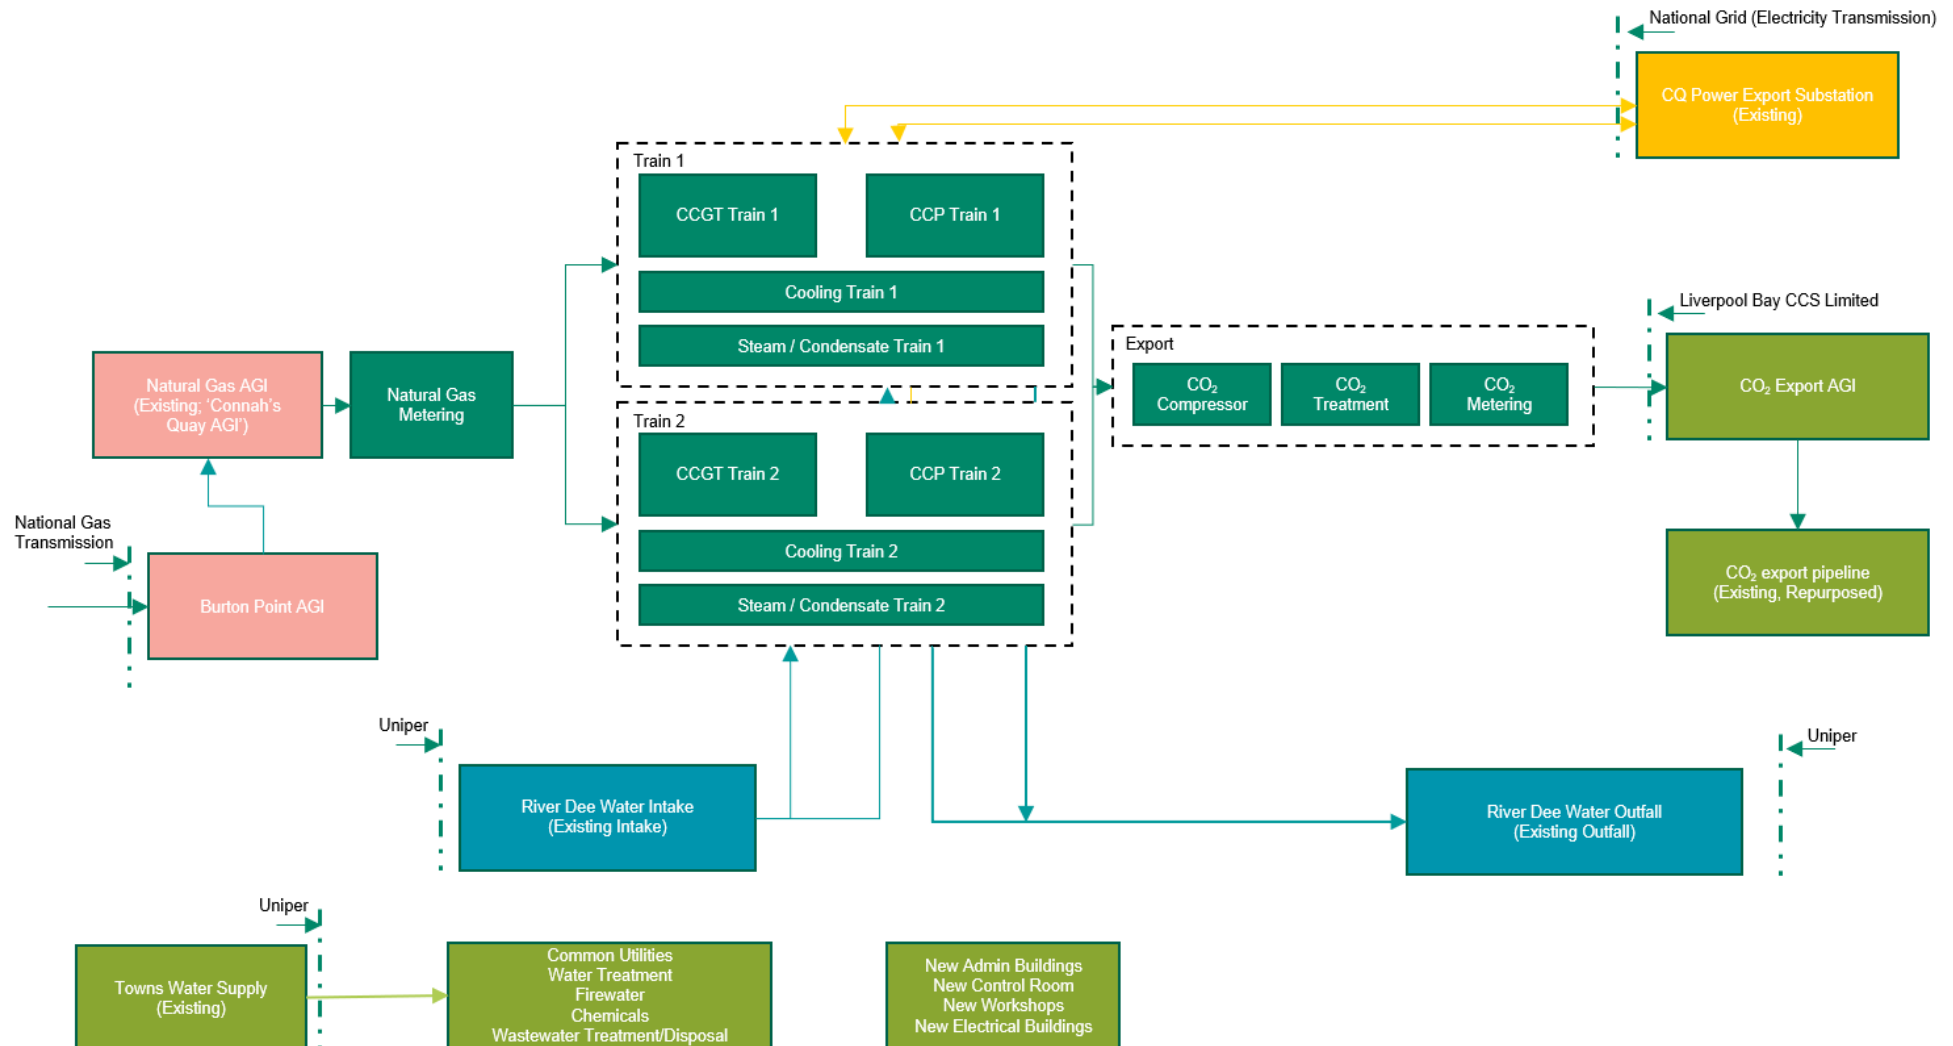 National Grid (Electricity Transmission)
CQ Power Export Substation
(Existing)
Train 1
CCGT Train 1
CCP Train 1
Cooling Train 1
Steam / Condensate Train 1
Liverpool Bay CCS Limited
Export
CO₂
Compressor
CO₂
Treatment
CO₂
Metering
CO₂ Export AGI
Natural Gas AGI
(Existing; ‘Connah’s
Quay AGI’)
Natural Gas
Metering
Train 2
CCGT Train 2
CCP Train 2
Cooling Train 2
Steam / Condensate Train 2
National Gas
Transmission
Burton Point AGI
CO₂ export pipeline
(Existing, Repurposed)
Uniper
River Dee Water Intake
(Existing Intake)
Uniper
River Dee Water Outfall
(Existing Outfall)
Uniper
Towns Water Supply
(Existing)
Common Utilities
Water Treatment
Firewater
Chemicals
Wastewater Treatment/Disposal
New Admin Buildings
New Control Room
New Workshops
New Electrical Buildings